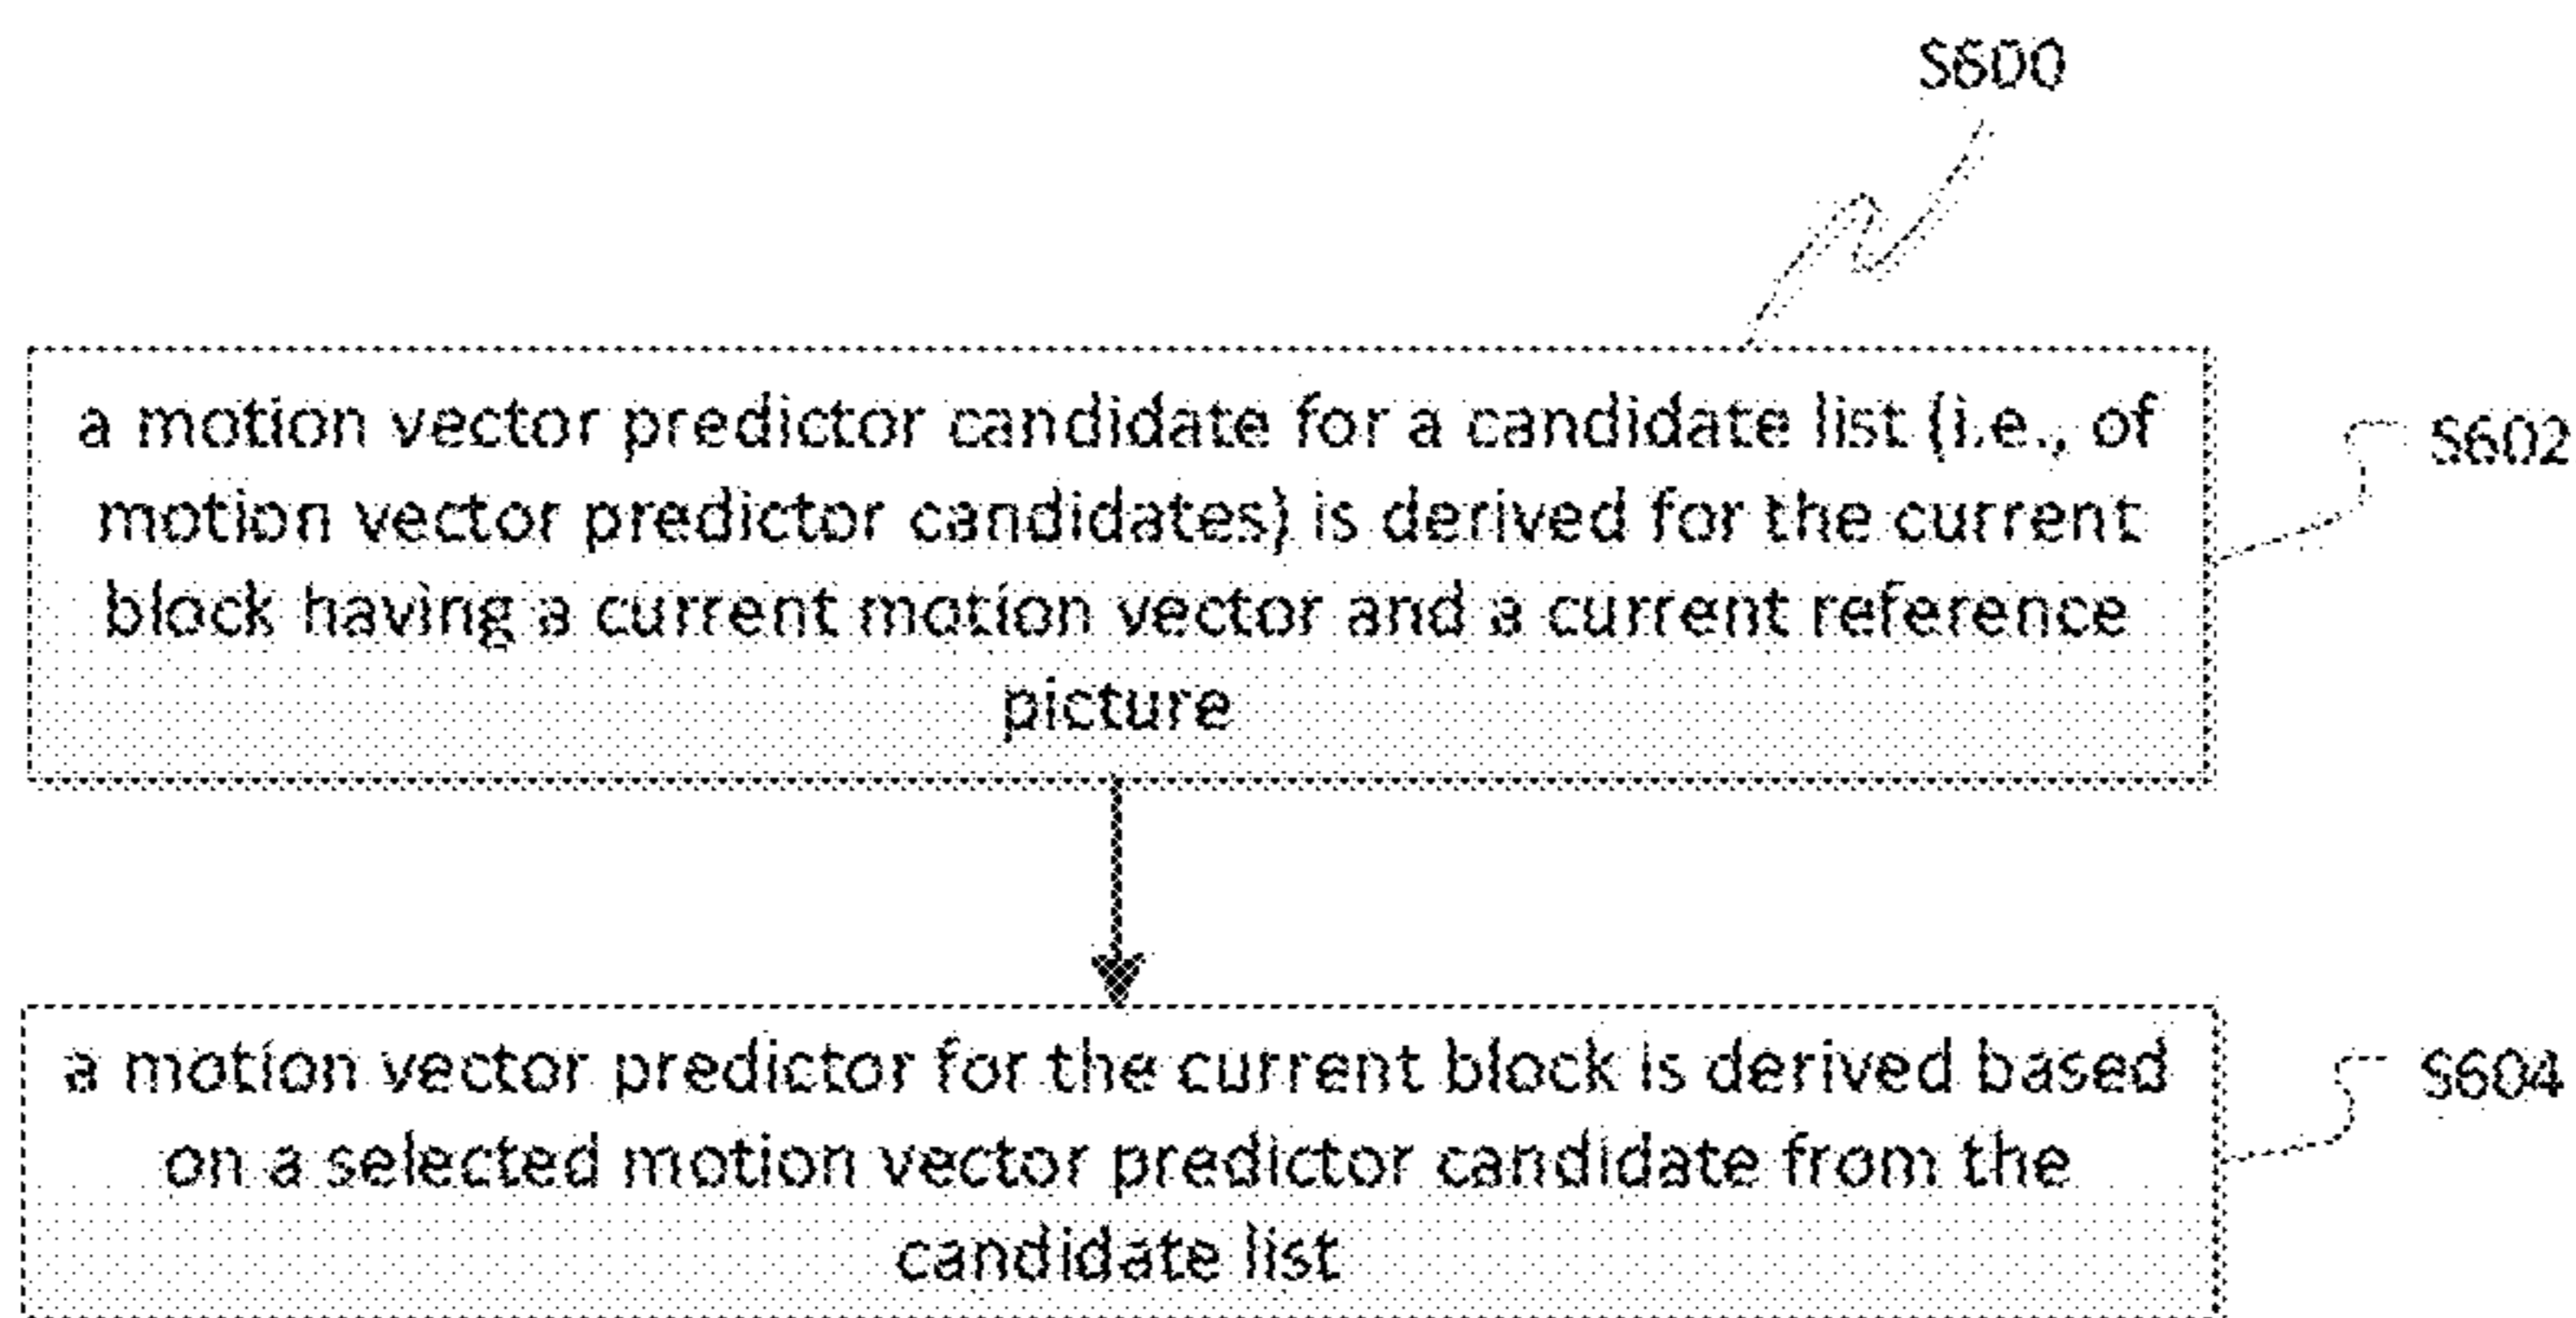 S600
a motion vector predictor candidate for a candidate list (i.e., of
motion vector predictor candidates) is derived for the current
block having a current motion vector and a current reference
picture
S602
a motion vector predictor for the current block is derived based
on a selected motion vector predictor candidate from the
candidate list
S604